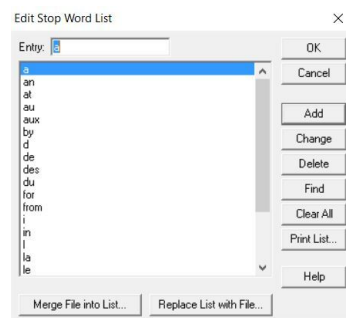 Edit Stop Word List
Entry: a
a
an
at
au
aux
by
d
de
des
du
for
from
i
in
l
la
le
OK
Cancel
Add
Change
Delete
Find
Clear All
Print List...
Help
Merge File into List...
Replace List with File...